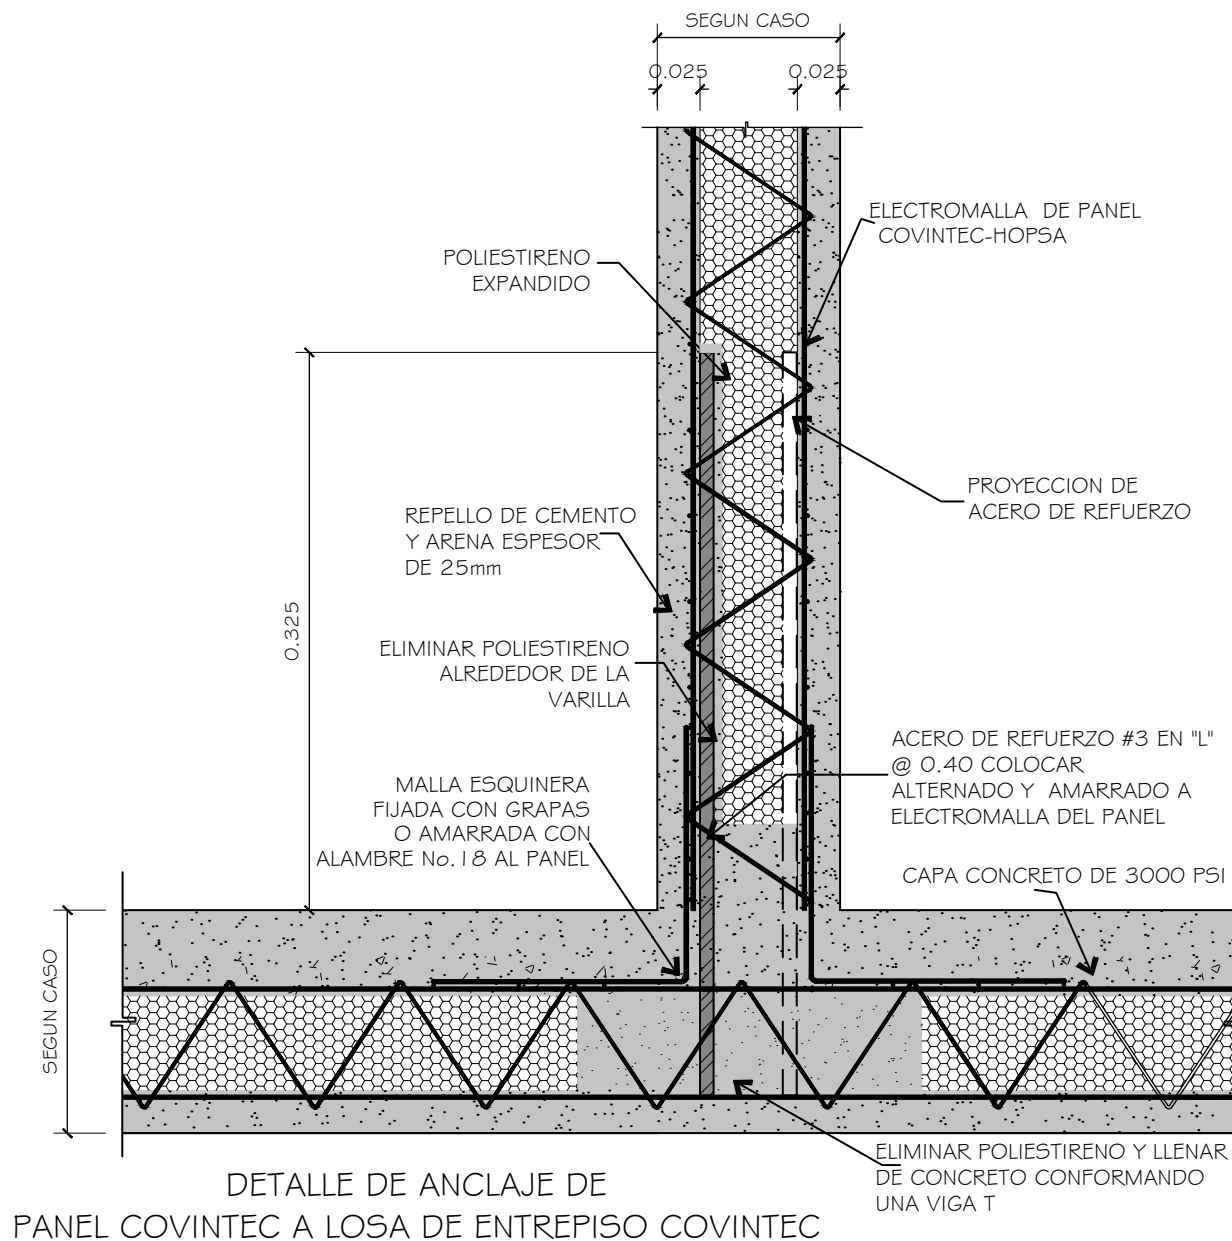 SEGUN CASO
0.025
0.025
ELECTROMALLA DE PANEL
COVINTEC-HOPSA
POLIESTIRENO
EXPANDIDO
PROYECCION DE
ACERO DE REFUERZO
REPELLO DE CEMENTO
Y ARENA ESPESOR
DE 25mm
0.325
ELIMINAR POLIESTIRENO
ALREDEDOR DE LA
VARILLA
ACERO DE REFUERZO #3 EN "L"
@ 0.40 COLOCAR
ALTERNADO Y AMARRADO A
ELECTROMALLA DEL PANEL
MALLA ESQUINERA
FIJADA CON GRAPAS
O AMARRADA CON
ALAMBRE No.18 AL PANEL
CAPA CONCRETO DE 3000 PSI
SEGUN CASO
ELIMINAR POLIESTIRENO Y LLENAR
DE CONCRETO CONFORMANDO
UNA VIGA T
DETALLE DE ANCLAJE DE
PANEL COVINTEC A LOSA DE ENTREPISO COVINTEC